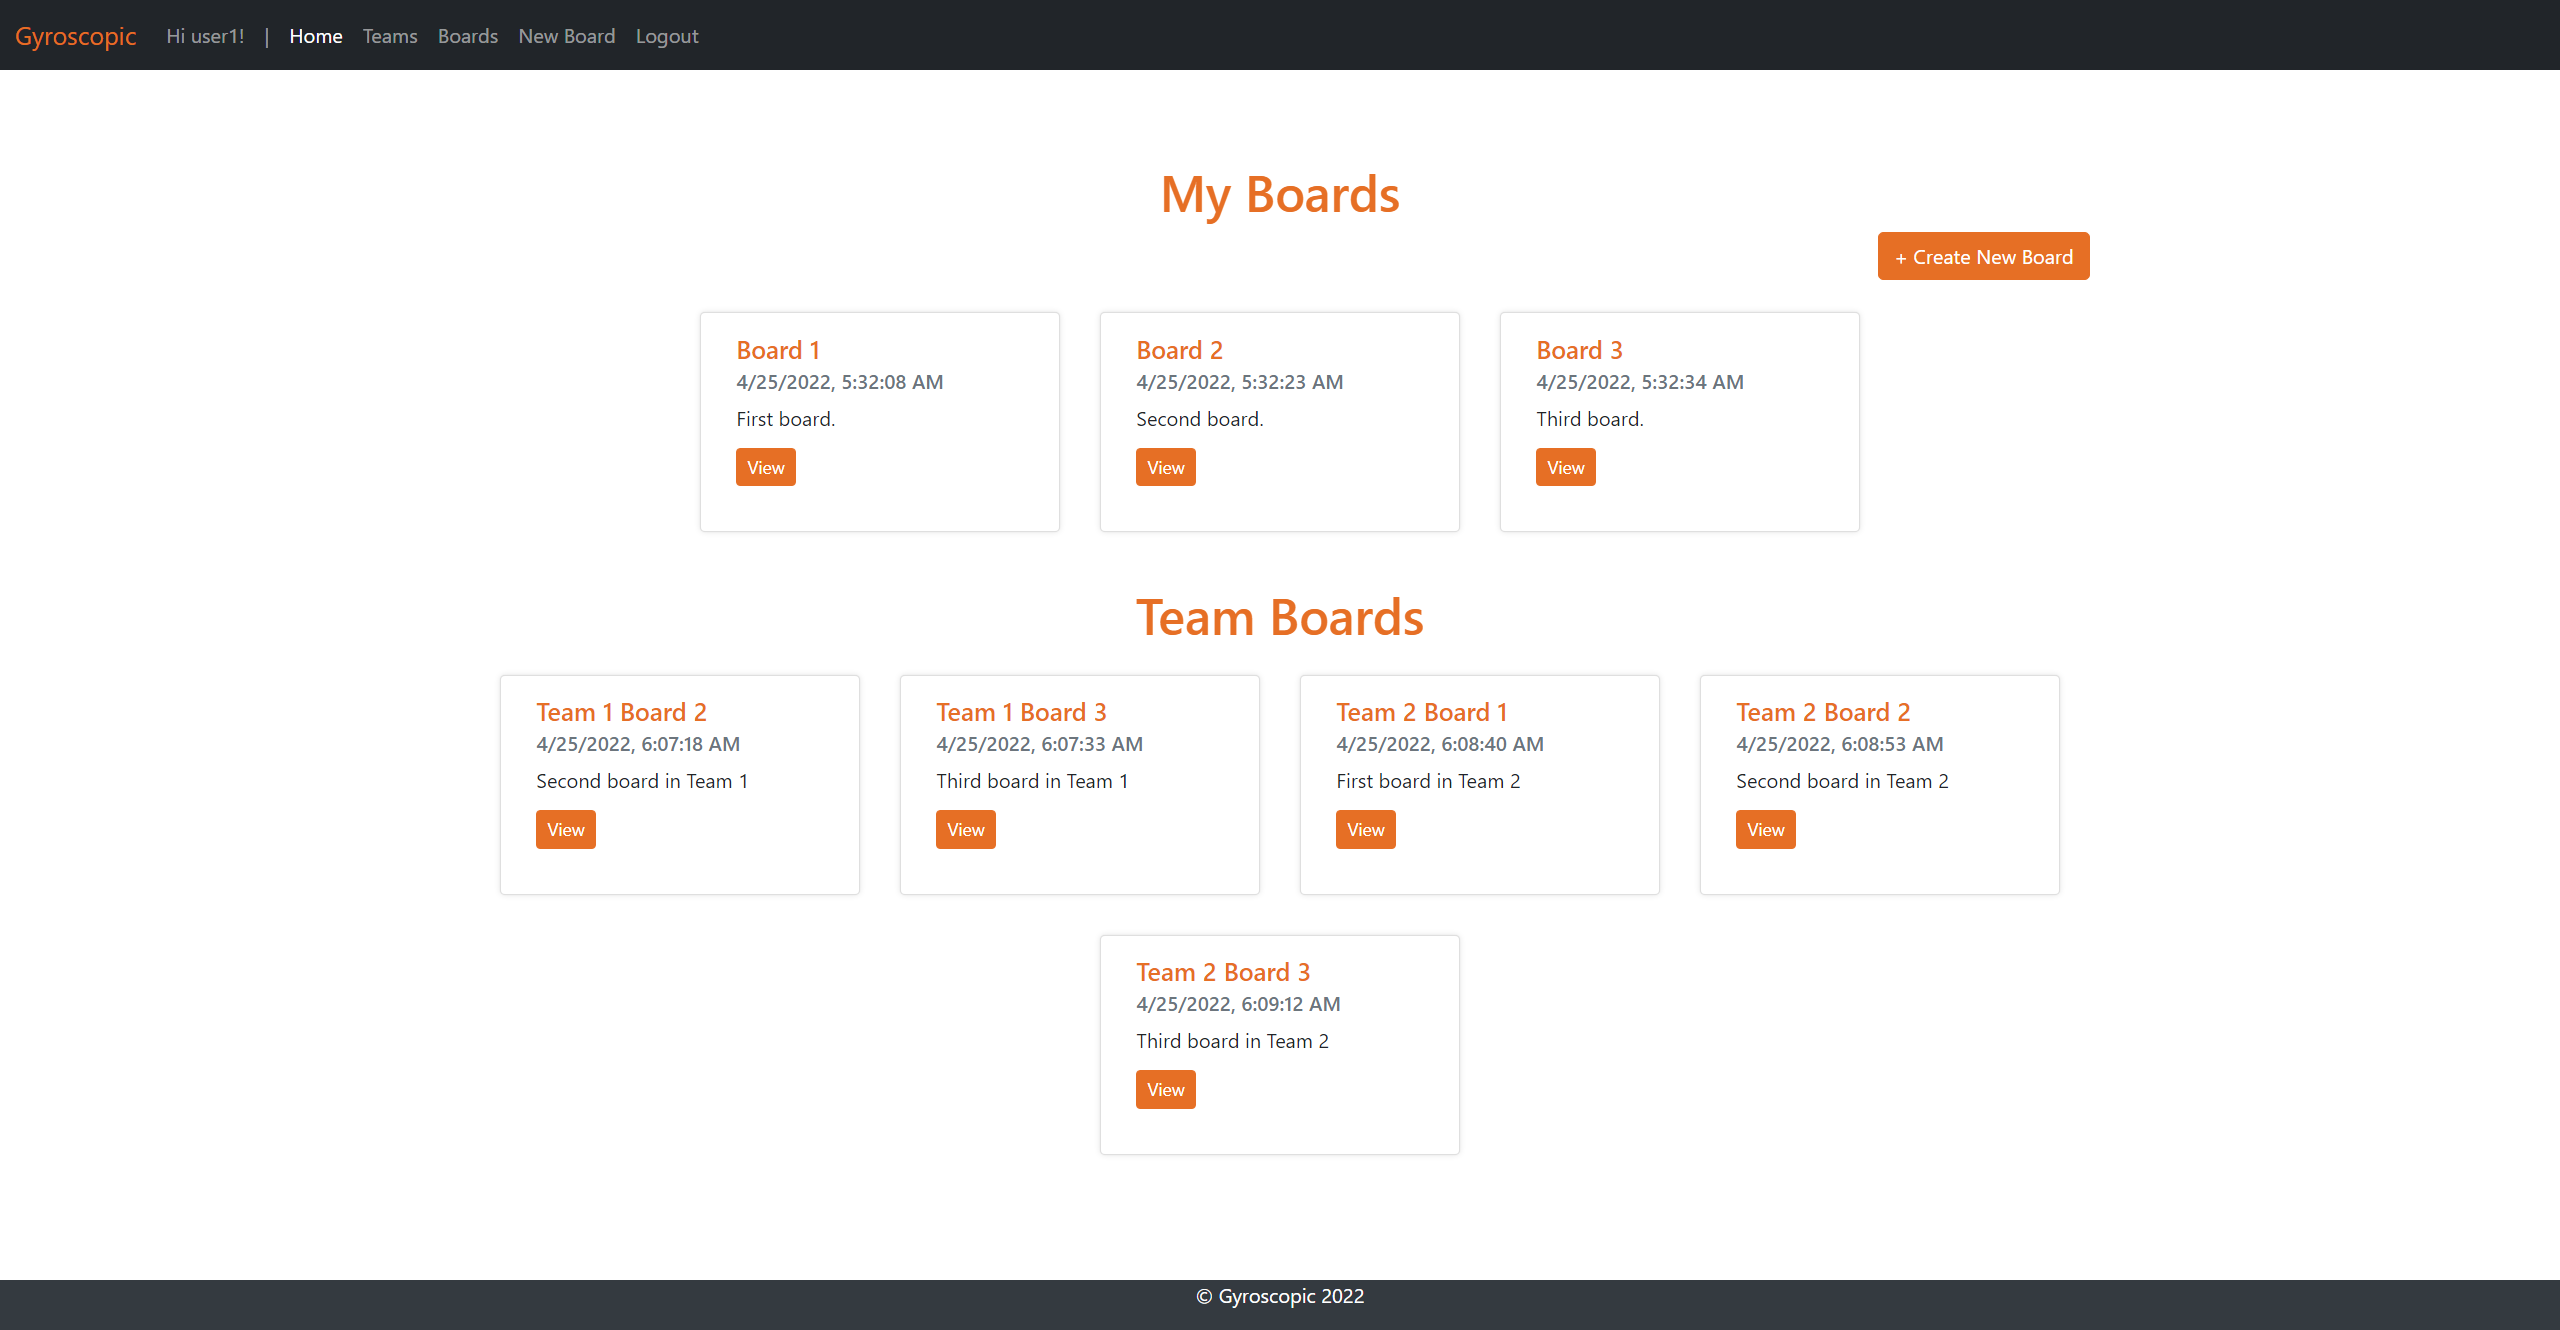 Gyroscopic Hi user1! | Home Teams Boards New Board Logout
My Boards
+ Create New Board
Board 1
4/25/2022, 5:32:08 AM
First board.
View
Board 2
4/25/2022, 5:32:23 AM
Second board.
View
Board 3
4/25/2022, 5:32:34 AM
Third board.
View
Team Boards
Team 1 Board 2
4/25/2022, 6:07:18 AM
Second board in Team 1
View
Team 1 Board 3
4/25/2022, 6:07:33 AM
Third board in Team 1
View
Team 2 Board 1
4/25/2022, 6:08:40 AM
First board in Team 2
View
Team 2 Board 2
4/25/2022, 6:08:53 AM
Second board in Team 2
View
Team 2 Board 3
4/25/2022, 6:09:12 AM
Third board in Team 2
View
© Gyroscopic 2022